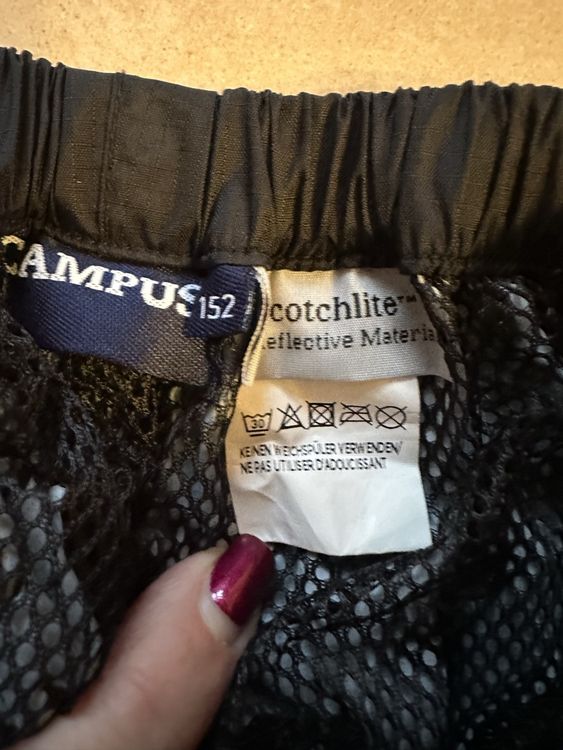 CAMPUS
152
cotchlite™
eflective Materia
30
KEINEN WEICHSPÜLER VERWENDEN/
NE PAS UTILISER D'ADOUCISSANT